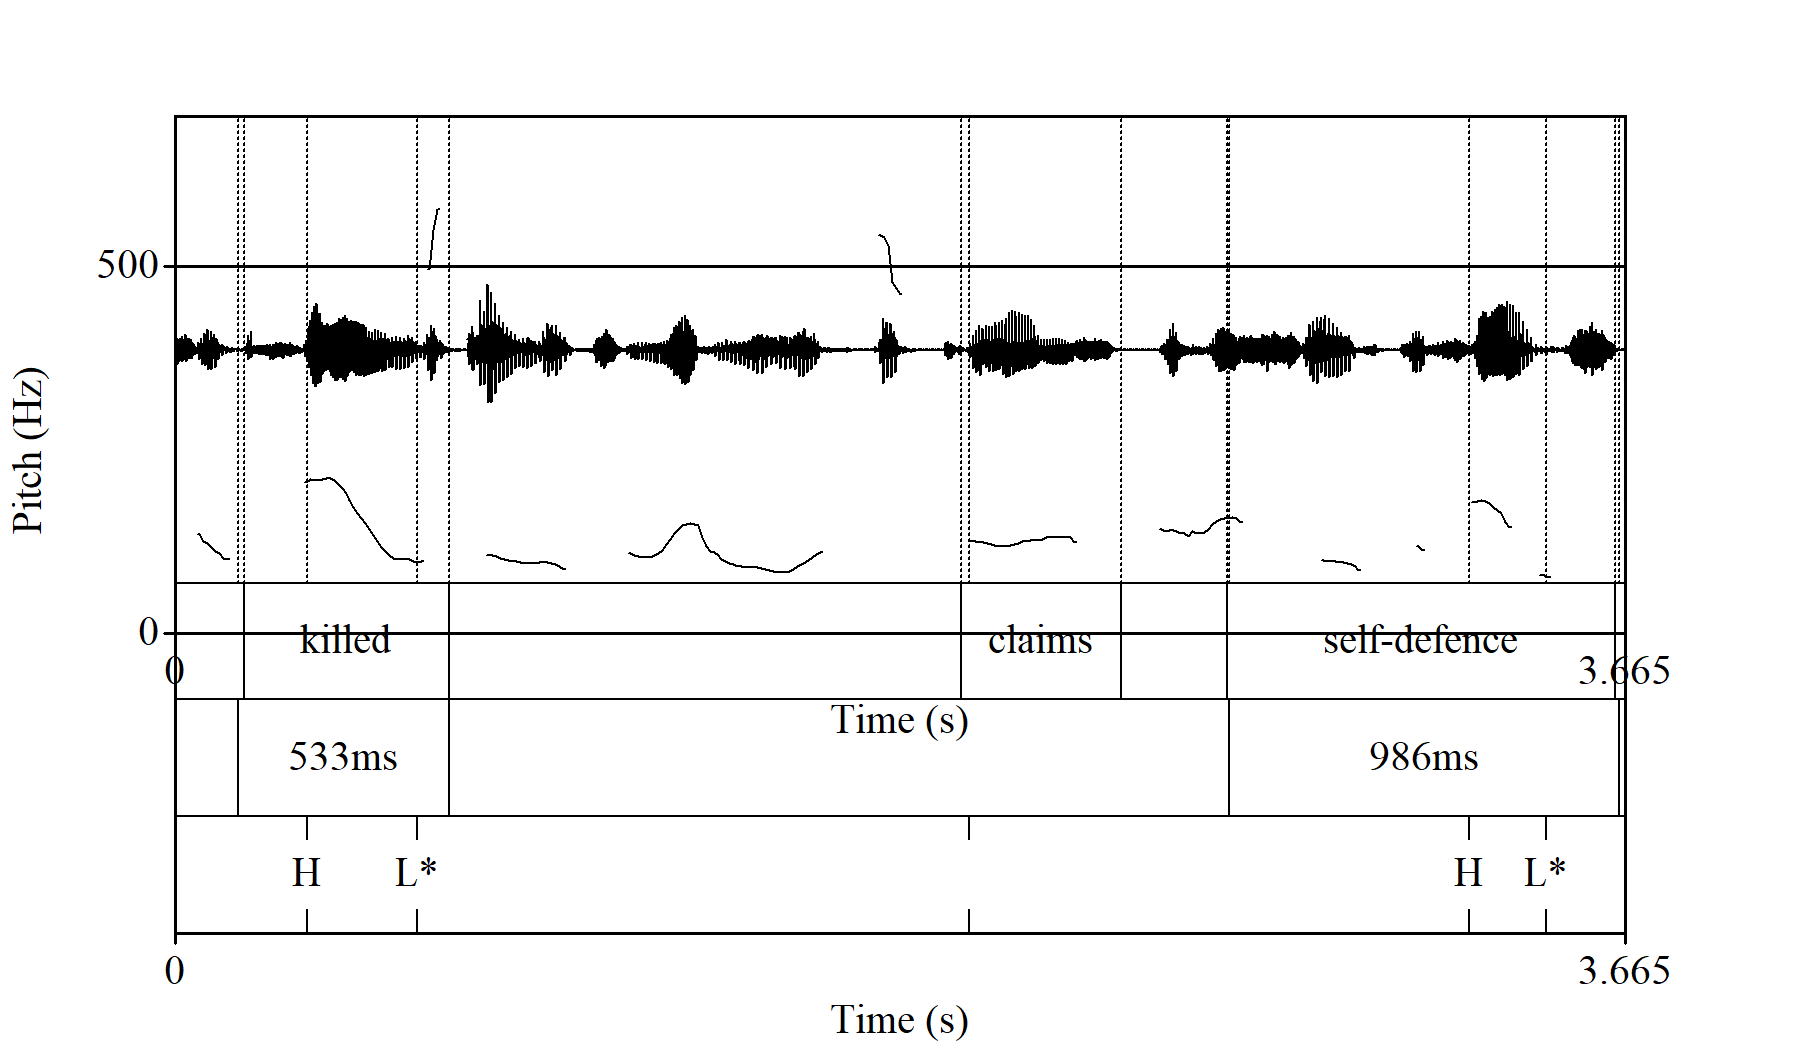 Pitch (Hz)
500
0
killed claims self-defence
0 3.665
Time (s)
533ms 986ms
H L* H L*
0 3.665
Time (s)